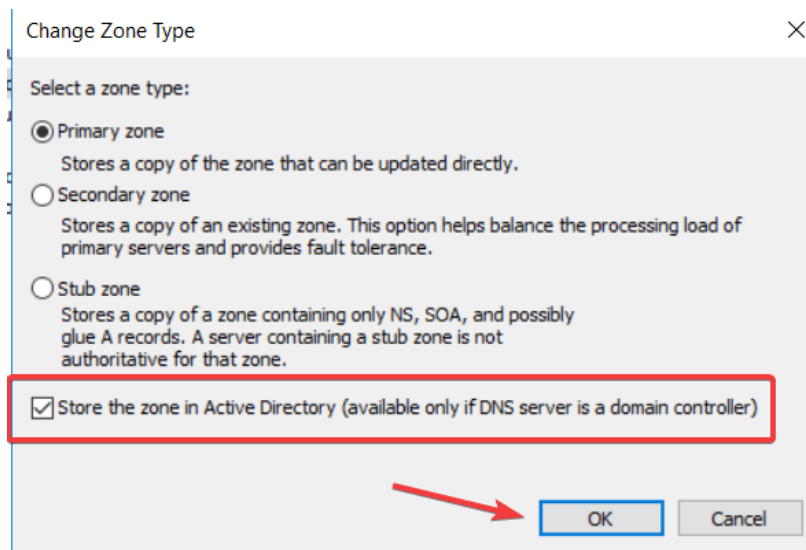 Change Zone Type
Select a zone type:
Primary zone
Stores a copy of the zone that can be updated directly.
Secondary zone
Stores a copy of an existing zone. This option helps balance the processing load of
primary servers and provides fault tolerance.
Stub zone
Stores a copy of a zone containing only NS, SOA, and possibly
glue A records. A server containing a stub zone is not
authoritative for that zone.
Store the zone in Active Directory (available only if DNS server is a domain controller)
OK
Cancel